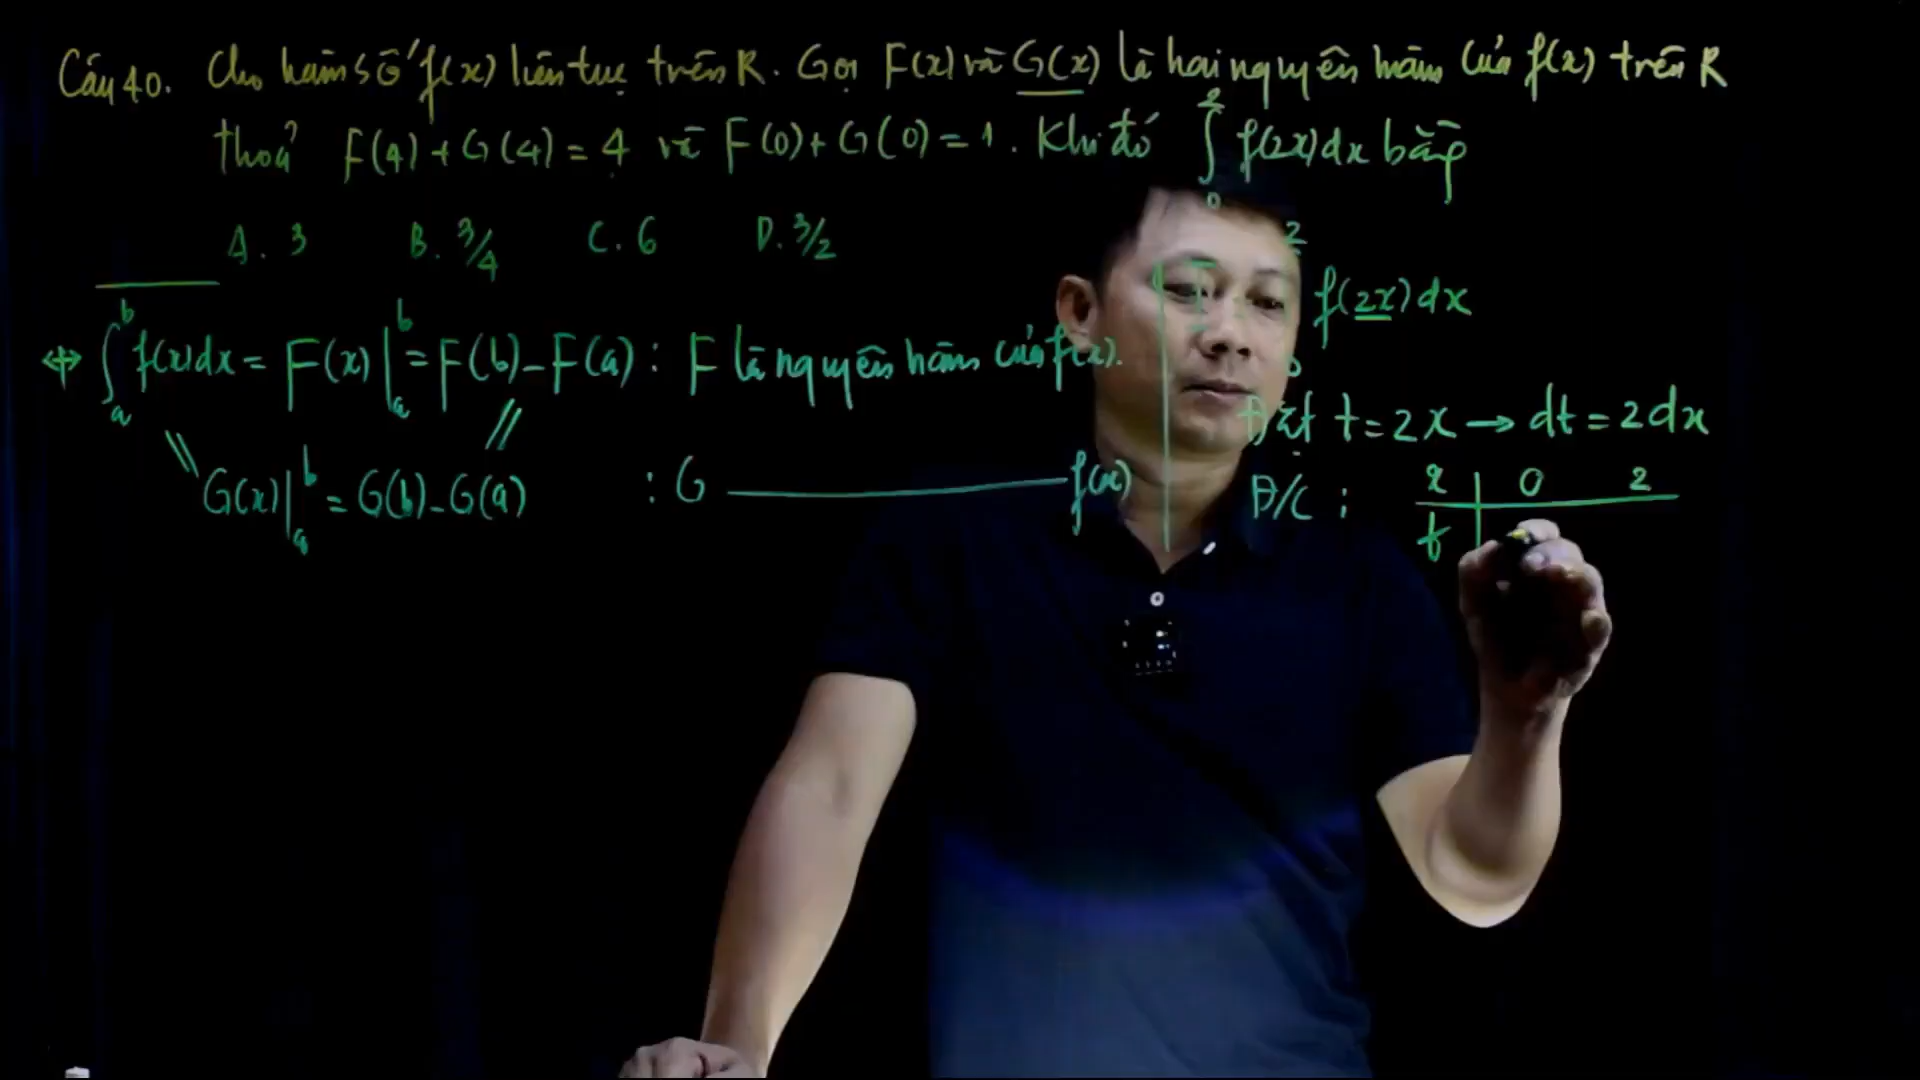 Câu 40. Cho hàm số f(x) liên tục trên R. Gọi F(x) và G(x) là hai nguyên hàm của f(x) trên R
thoả F(4) + G(4) = 4 và F(0) + G(0) = 1. Khi đó ∫₀² f(2x)dx bằng
A. 3 B. 3/4 C. 6 D. 3/2
∫ₐᵇ f(x)dx = F(x)|ₐᵇ = F(b) - F(a) : F là nguyên hàm của f(x).
G(x)|ₐᵇ = G(b) - G(a) : G ——— f(x)
I = ∫₀² f(2x)dx
Đặt t = 2x → dt = 2dx
Đ/C : x | 0 2
t |